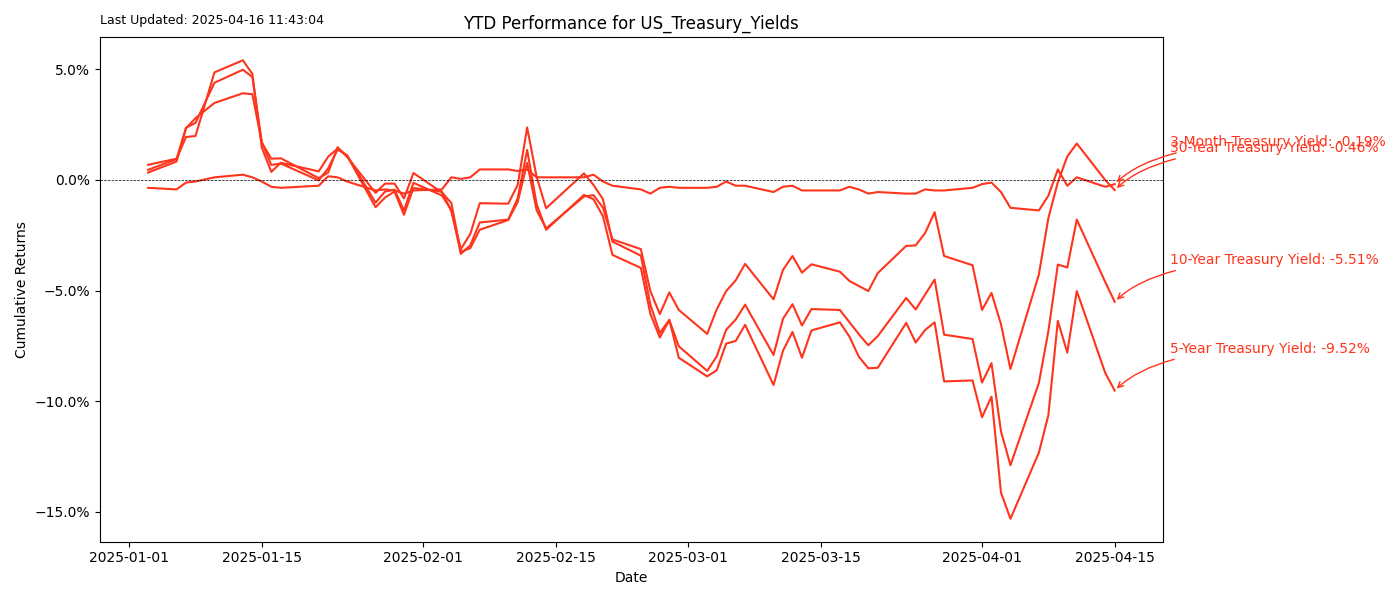 Last Updated: 2025-04-16 11:43:04
YTD Performance for US_Treasury_Yields
5.0%
0.0%
−5.0%
−10.0%
−15.0%
Cumulative Returns
3-Month Treasury Yield: -0.19%
30-Year Treasury Yield: -0.46%
10-Year Treasury Yield: -5.51%
5-Year Treasury Yield: -9.52%
2025-01-01 2025-01-15 2025-02-01 2025-02-15 2025-03-01 2025-03-15 2025-04-01 2025-04-15
Date